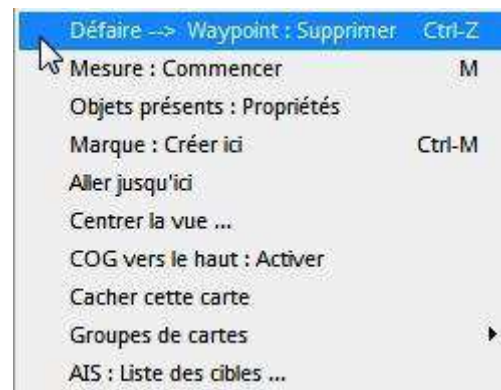 Défaire --> Waypoint : Supprimer Ctrl-Z
Mesure : Commencer M
Objets présents : Propriétés
Marque : Créer ici Ctrl-M
Aller jusqu'ici
Centrer la vue ...
COG vers le haut : Activer
Cacher cette carte
Groupes de cartes
AIS : Liste des cibles ...